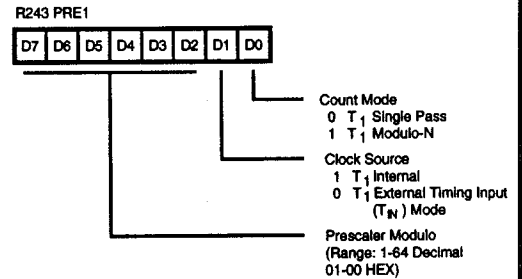 R243 PRE1
D7 D6 D5 D4 D3 D2 D1 D0
Count Mode
0 T1 Single Pass
1 T1 Modulo-N
Clock Source
1 T1 Internal
0 T1 External Timing Input
(TIN) Mode
Prescaler Modulo
(Range: 1-64 Decimal
01-00 HEX)